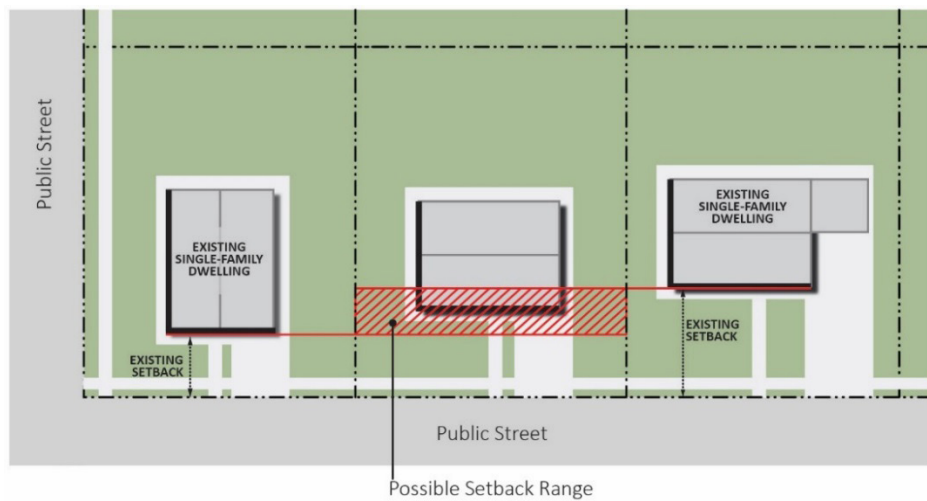 Public Street
EXISTING
SINGLE-FAMILY
DWELLING
EXISTING
SINGLE-FAMILY
DWELLING
EXISTING
SETBACK
EXISTING
SETBACK
Public Street
Possible Setback Range